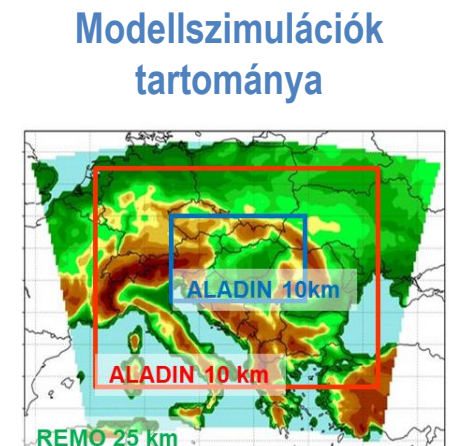 Modellszimulációk
tartománya
ALADIN 10km
ALADIN 10 km
REMO 25 km